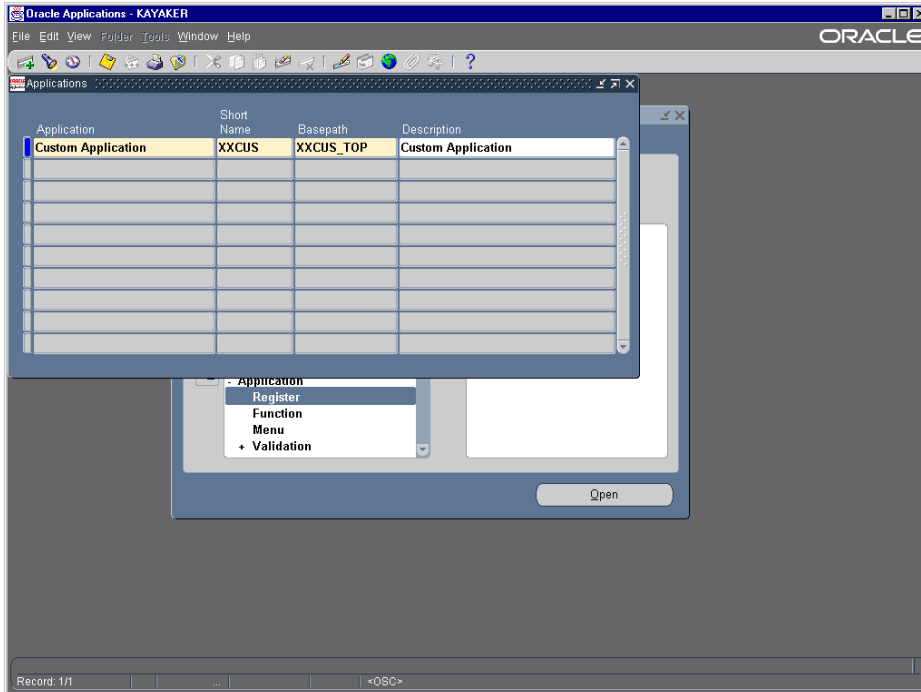 Oracle Applications - KAYAKER
File Edit View Folder Tools Window Help
ORACLE
Applications
Application Short Name Basepath Description
Custom Application XXCUS XXCUS_TOP Custom Application
- Application
Register
Function
Menu
+ Validation
Open
Record: 1/1 ... <OSC>